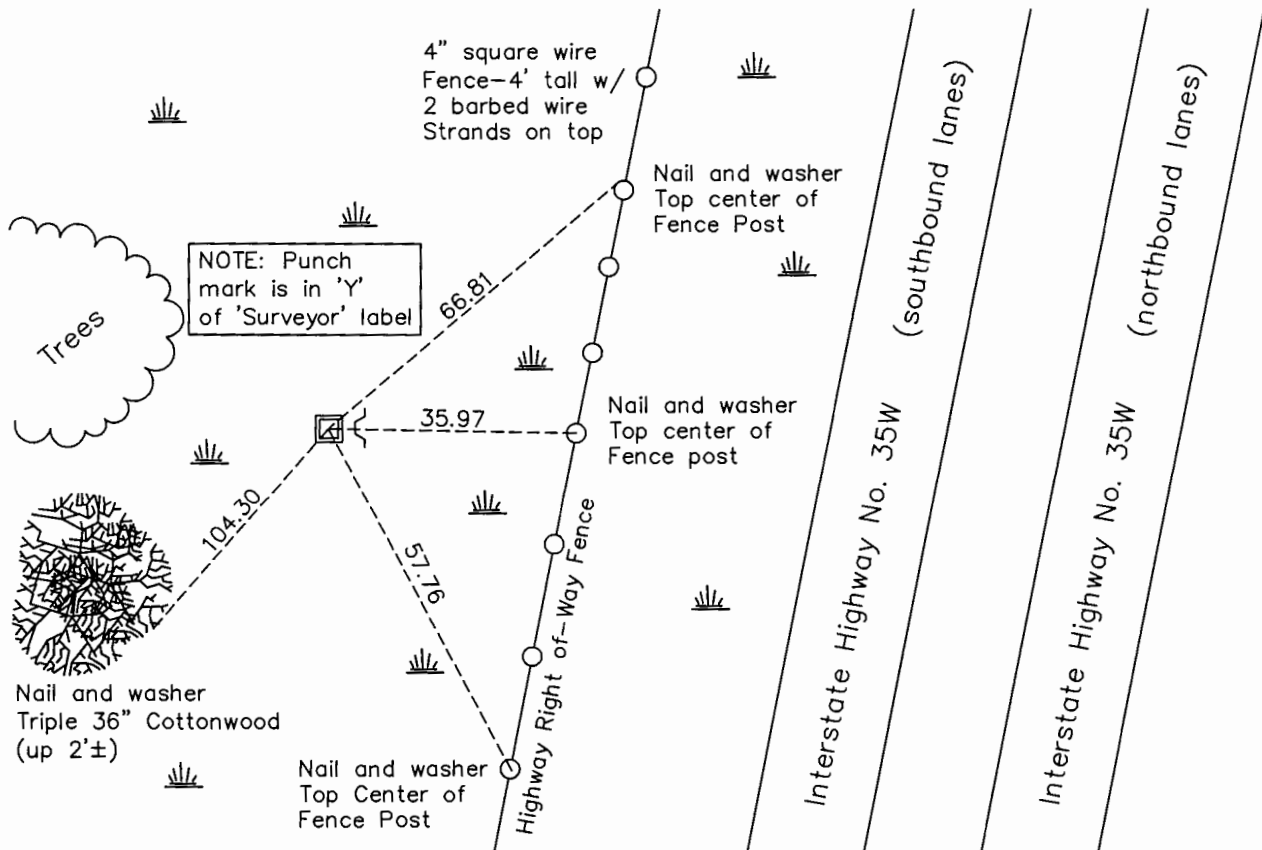 4" square wire
Fence-4' tall w/
2 barbed wire
Strands on top
Nail and washer
Top center of
Fence Post
NOTE: Punch
mark is in 'Y'
of 'Surveyor' label
Trees
66.81
35.97
Nail and washer
Top center of
Fence post
104.30
57.76
Nail and washer
Triple 36" Cottonwood
(up 2'±)
Nail and washer
Top Center of
Fence Post
Highway Right of-Way Fence
Interstate Highway No. 35W (southbound lanes)
Interstate Highway No. 35W (northbound lanes)